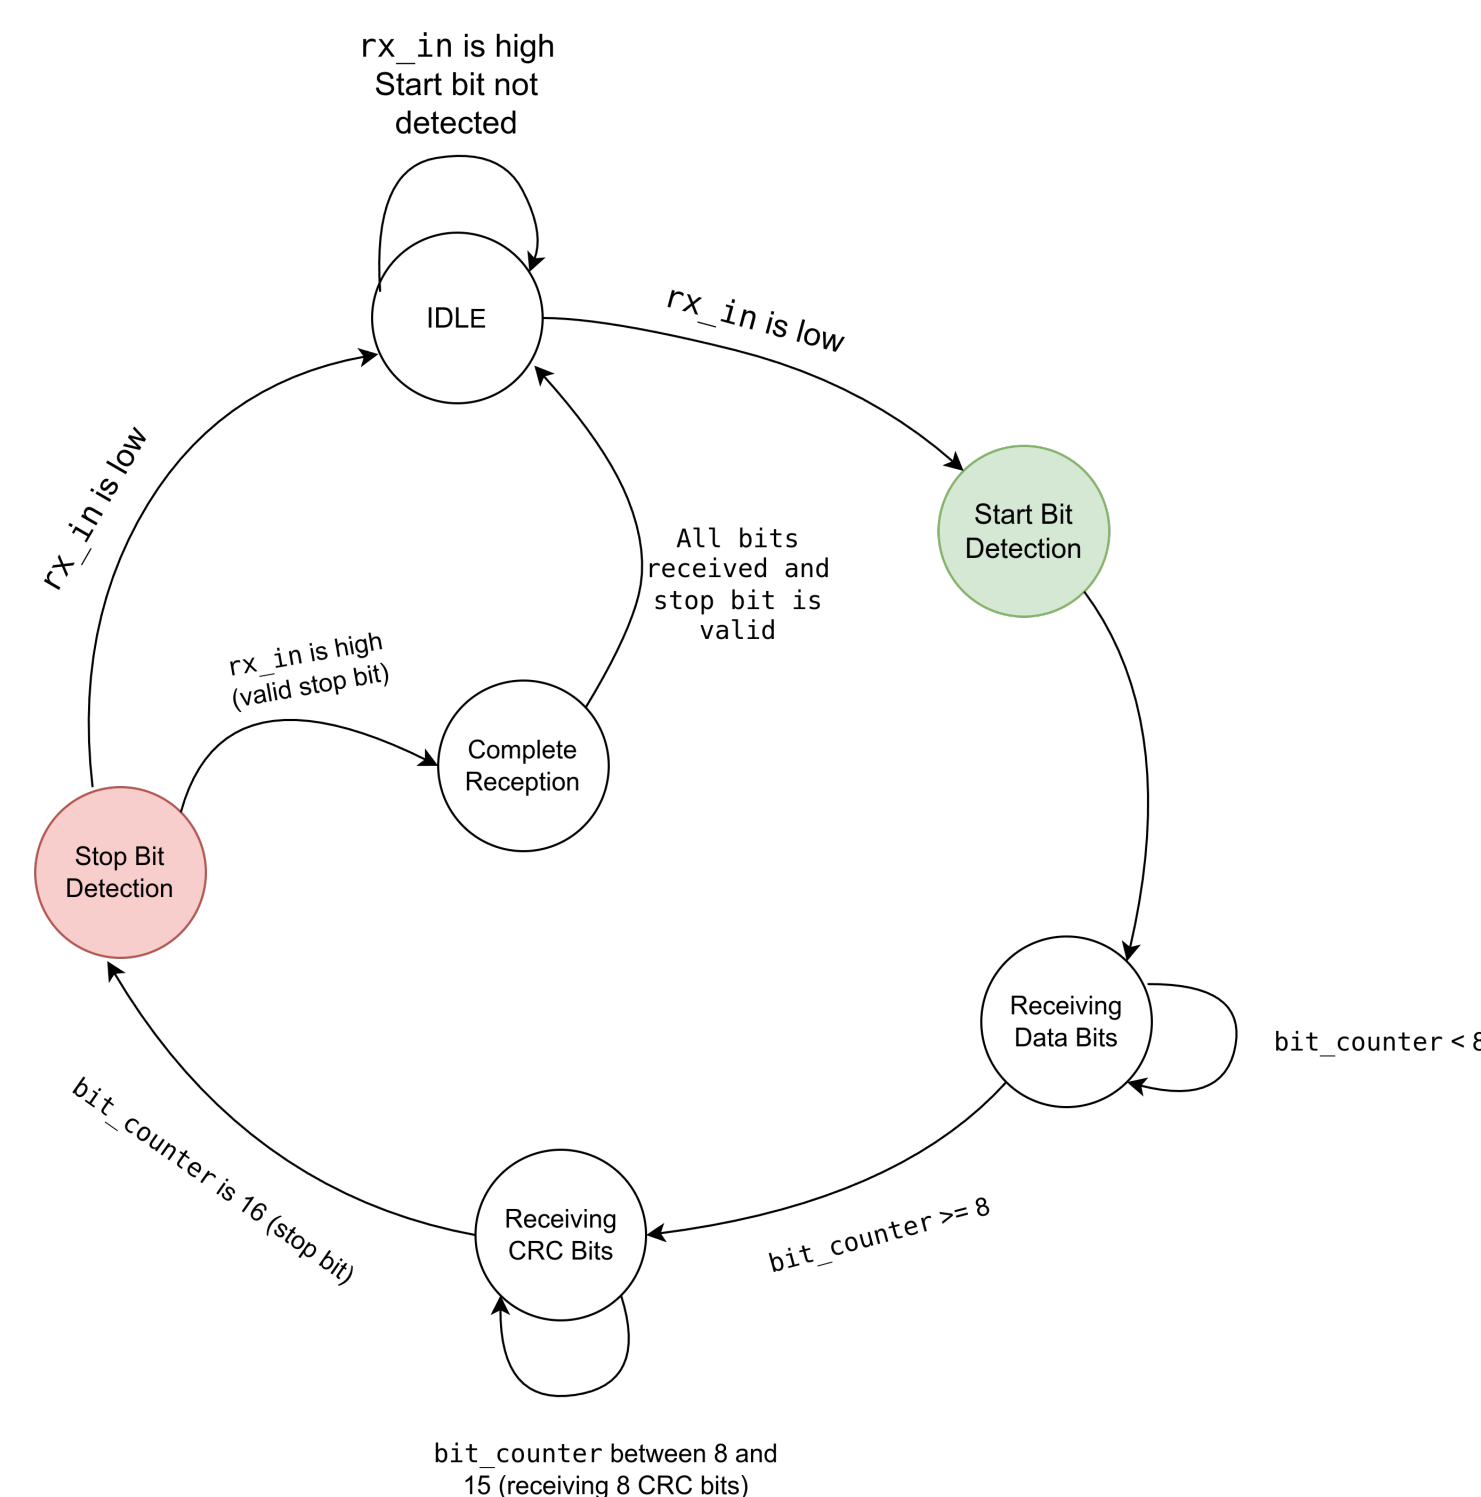 rx_in is high
Start bit not
detected
IDLE
rx_in is low
rx_in is low
Start Bit
Detection
All bits
received and
stop bit is
valid
rx_in is high
(valid stop bit)
Complete
Reception
Stop Bit
Detection
Receiving
Data Bits
bit_counter < 8
bit_counter is 16 (stop bit)
Receiving
CRC Bits
bit_counter >= 8
bit_counter between 8 and
15 (receiving 8 CRC bits)